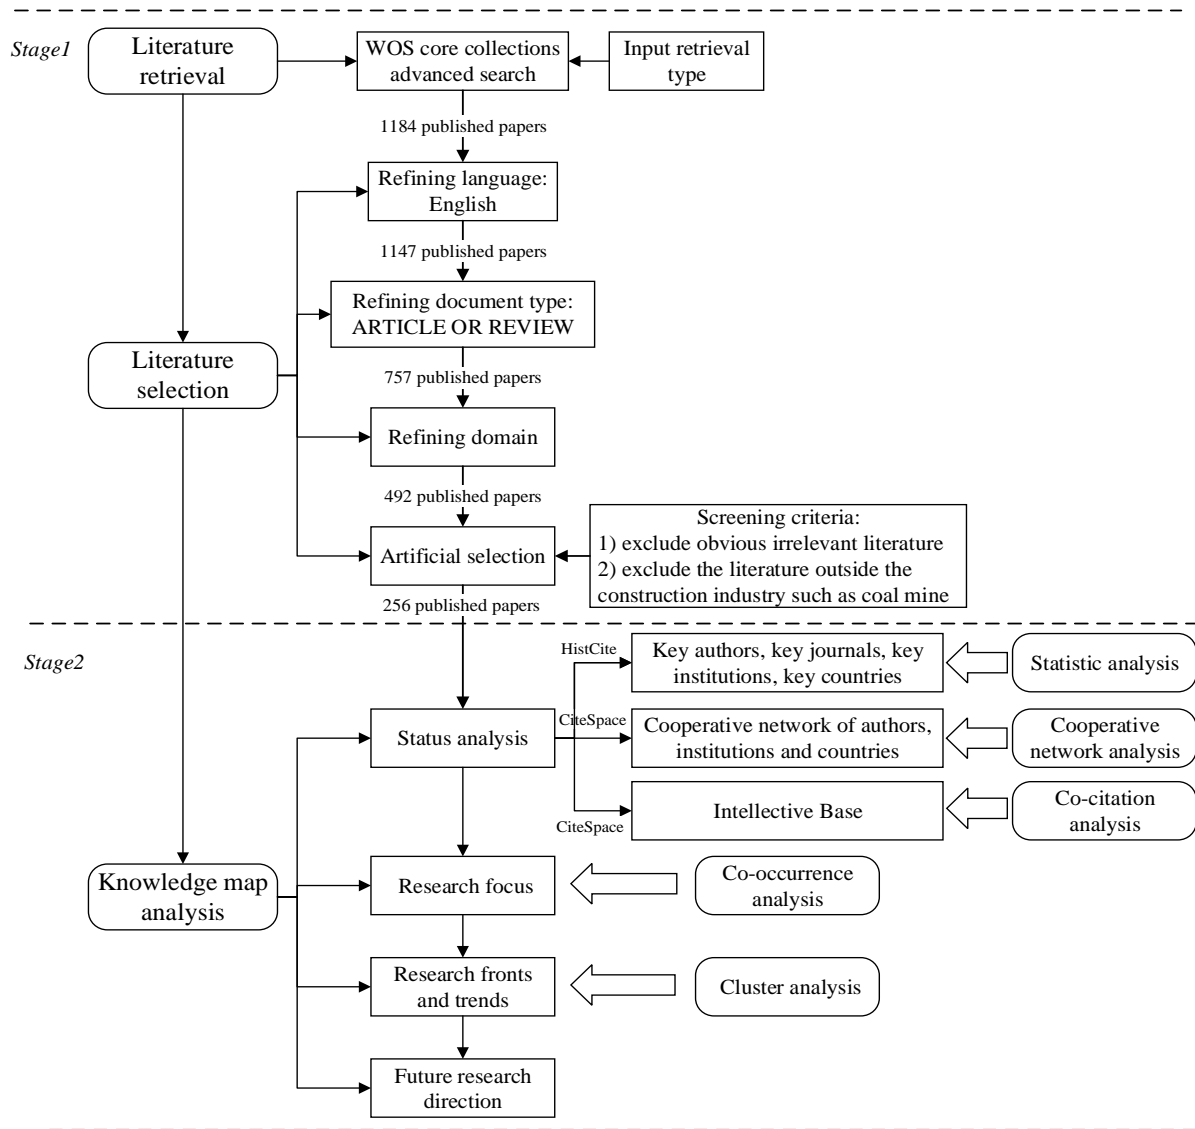 Stage1
Literature
retrieval
WOS core collections
advanced search
Input retrieval
type
1184 published papers
Refining language:
English
1147 published papers
Refining document type:
ARTICLE OR REVIEW
757 published papers
Literature
selection
Refining domain
492 published papers
Artificial selection
Screening criteria:
1) exclude obvious irrelevant literature
2) exclude the literature outside the
construction industry such as coal mine
256 published papers
Stage2
HistCite
Key authors, key journals, key
institutions, key countries
Statistic analysis
Status analysis
CiteSpace
Cooperative network of authors,
institutions and countries
Cooperative
network analysis
CiteSpace
Intellective Base
Co-citation
analysis
Knowledge map
analysis
Research focus
Co-occurrence
analysis
Research fronts
and trends
Cluster analysis
Future research
direction